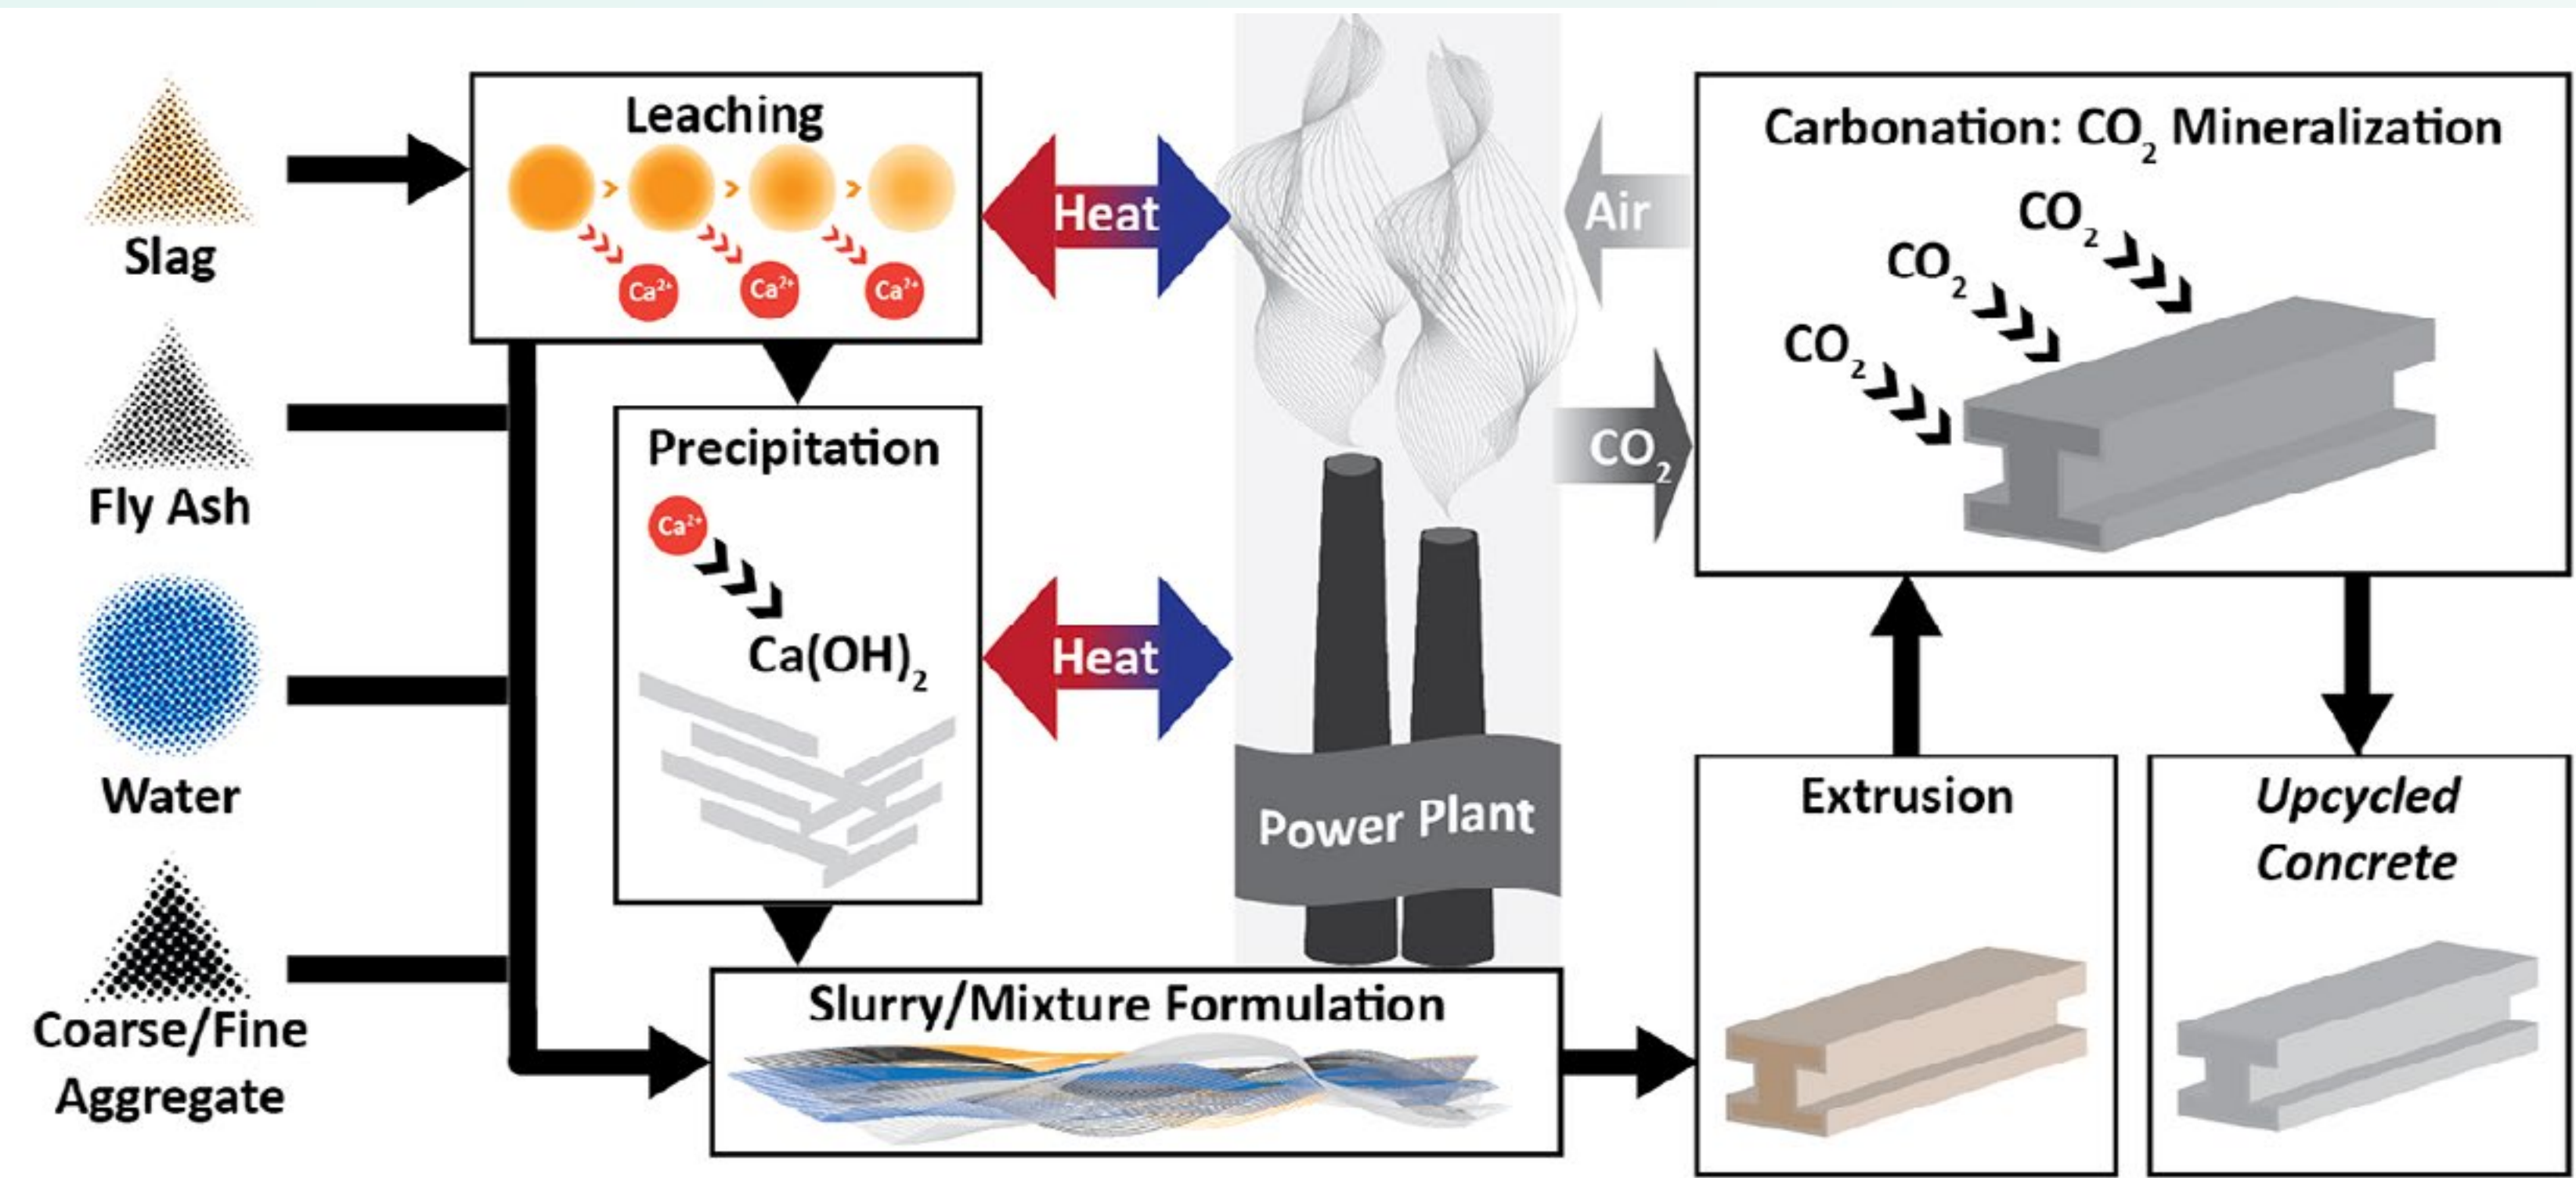 Slag
Fly Ash
Water
Coarse/Fine
Aggregate
Leaching
Ca²⁺
Ca²⁺
Ca²⁺
Precipitation
Ca²⁺
Ca(OH)₂
Heat
Heat
Power Plant
Slurry/Mixture Formulation
Air
CO₂
Carbonation: CO₂ Mineralization
CO₂
CO₂
CO₂
Extrusion
Upcycled
Concrete